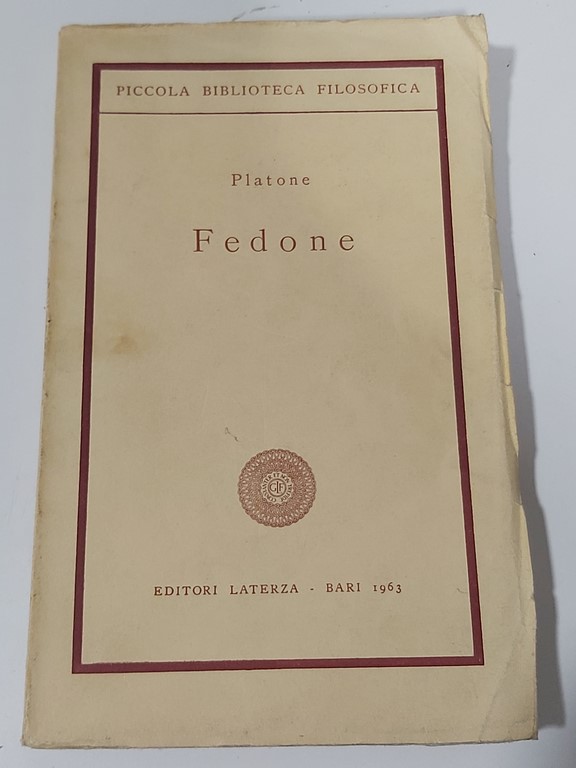 PICCOLA BIBLIOTECA FILOSOFICA
Platone
Fedone
EDITORI LATERZA - BARI 1963